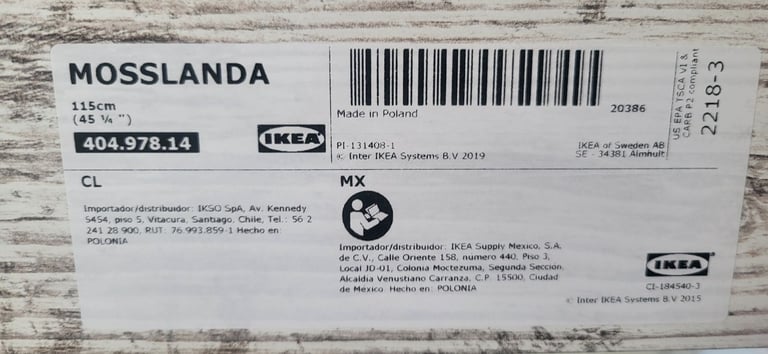 MOSSLANDA
115cm
(45 ¼ ")
404.978.14
IKEA
Made in Poland
20386
PI-131408-1
© Inter IKEA Systems B.V 2019
IKEA of Sweden AB
SE - 34381 Älmhult
US EPA TSCA VI &
CARB P2 compliant
2218-3
CL
Importador/distribuidor: IKSO SpA, Av. Kennedy
5454, piso 5, Vitacura, Santiago, Chile, Tel.: 56 2
241 28 900, RUT: 76.993.859-1 Hecho en:
POLONIA
MX
Importador/distribuidor: IKEA Supply Mexico, S.A.
de C.V., Calle Oriente 158, numero 440, Piso 3,
Local JD-01, Colonia Moctezuma, Segunda Sección,
Alcaldia Venustiano Carranza, C.P. 15500, Ciudad
de Mexico. Hecho en: POLONIA
IKEA
CI-184540-3
© Inter IKEA Systems B.V 2015